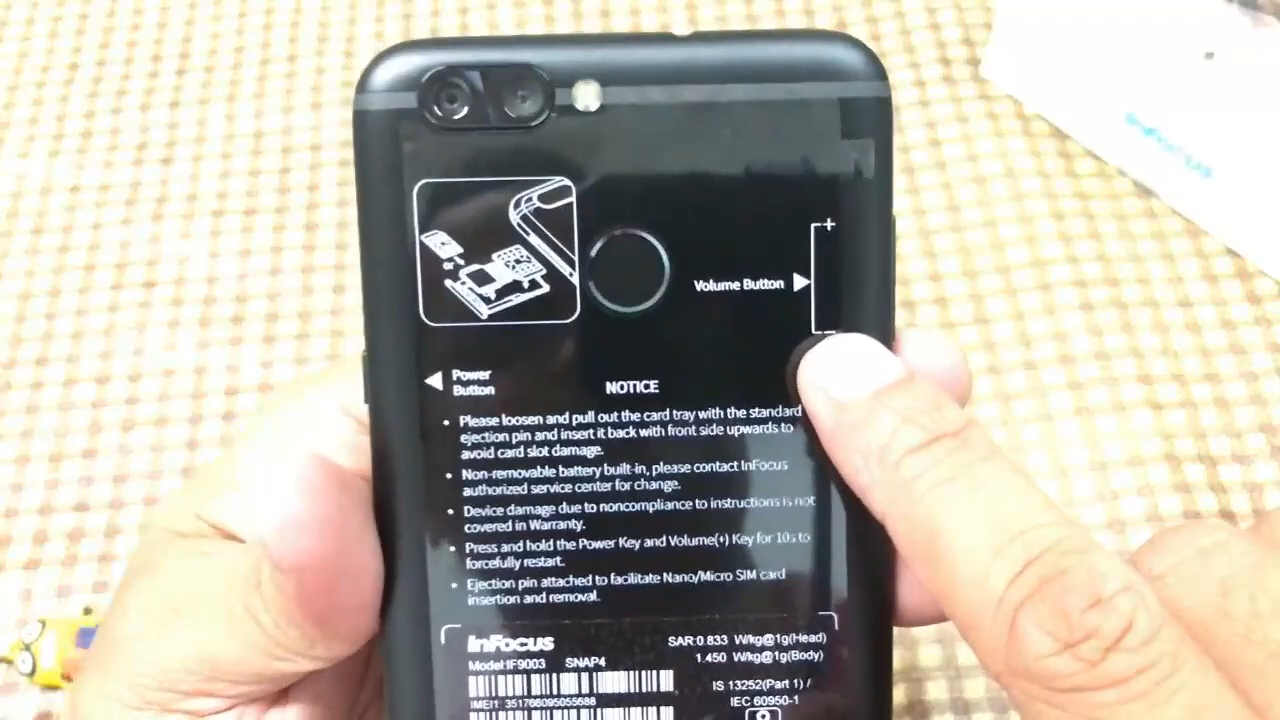 InFocus
+
Volume Button
-
Power
Button
NOTICE
• Please loosen and pull out the card tray with the standard
ejection pin and insert it back with front side upwards to
avoid card slot damage.
• Non-removable battery built-in, please contact InFocus
authorized service center for change.
• Device damage due to noncompliance to instructions is not
covered in Warranty.
• Press and hold the Power Key and Volume(+) Key for 10s to
forcefully restart.
• Ejection pin attached to facilitate Nano/Micro SIM card
insertion and removal.
InFocus
Model:IF9003 SNAP4
IMEI1: 351766095055688
SAR:0.833 W/kg@1g(Head)
1.450 W/kg@1g(Body)
IS 13252(Part 1) /
IEC 60950-1